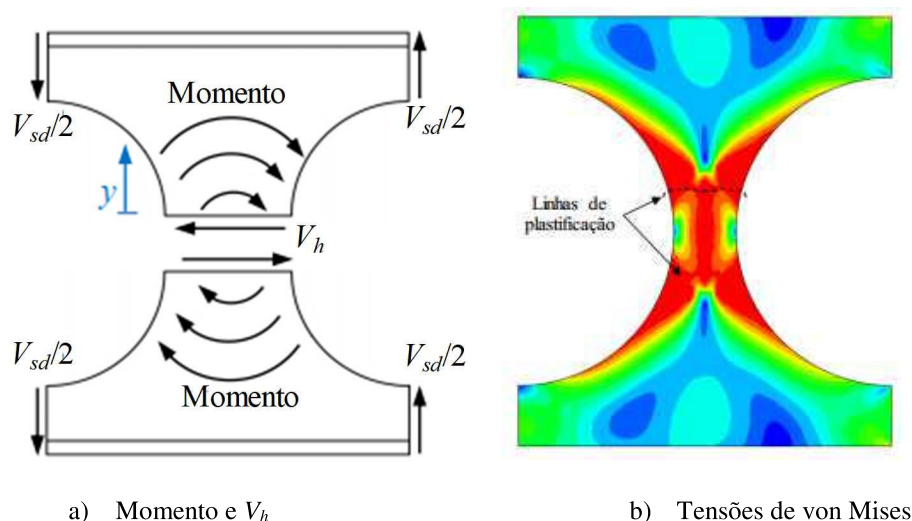 Momento
V_sd/2
V_sd/2
y
V_h
V_sd/2
V_sd/2
Momento
Linhas de
plastificação
a) Momento e V_h
b) Tensões de von Mises